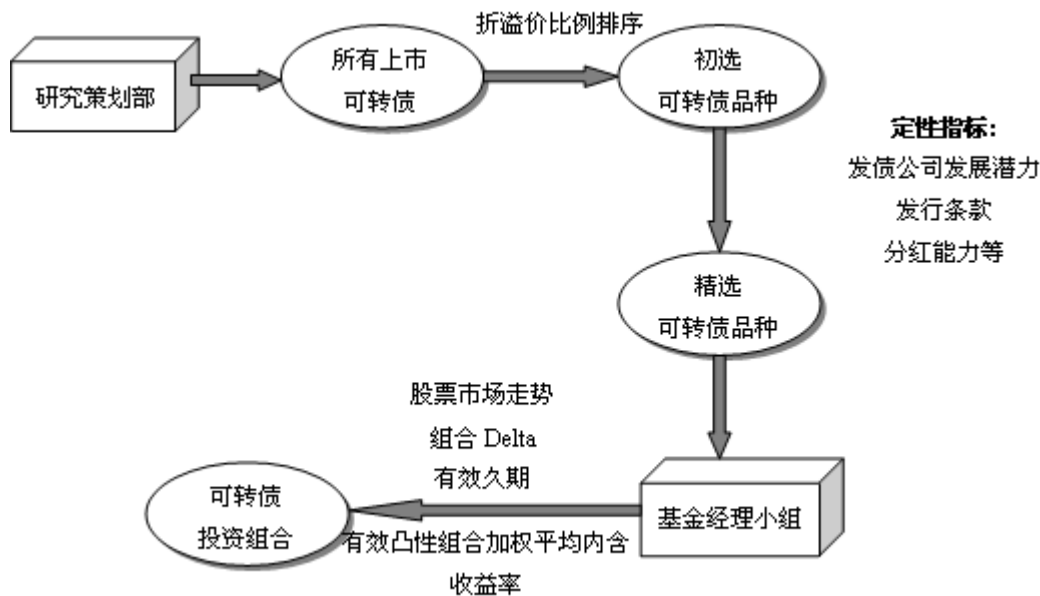 折溢价比例排序
研究策划部
所有上市
可转债
初选
可转债品种
定性指标:
发债公司发展潜力
发行条款
分红能力等
精选
可转债品种
股票市场走势
组合 Delta
有效久期
可转债
投资组合
基金经理小组
有效凸性组合加权平均内含
收益率